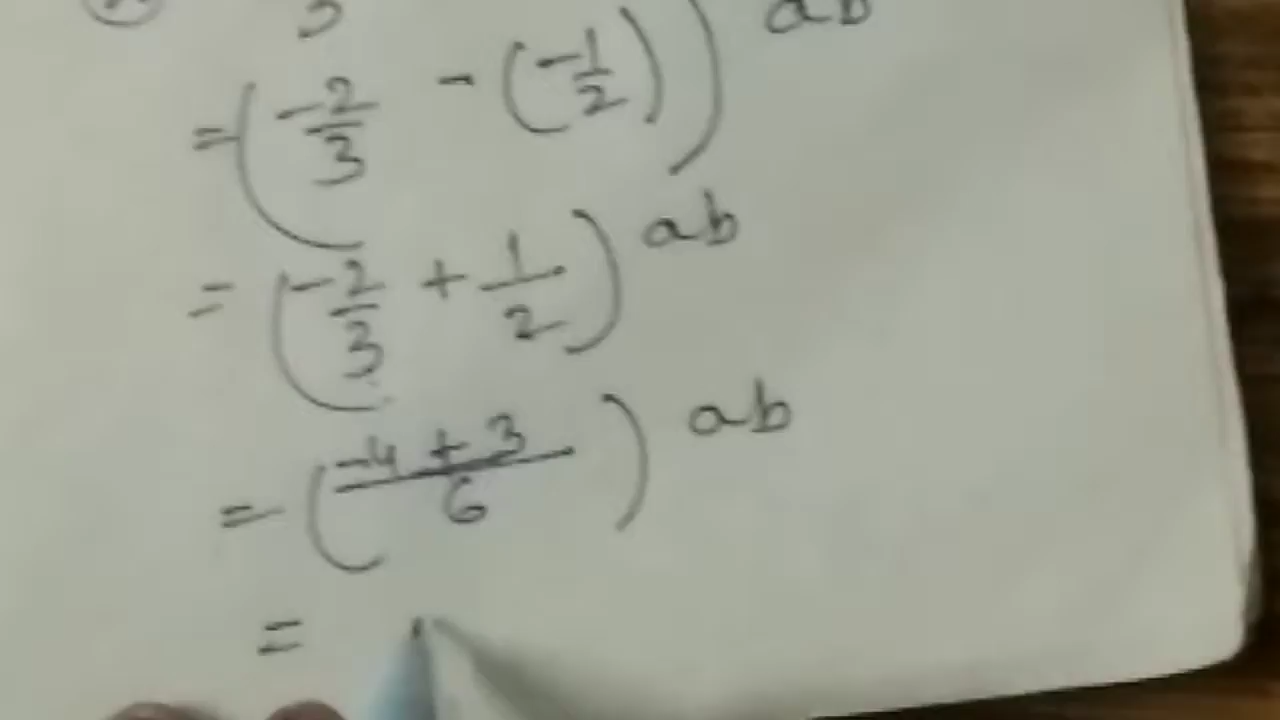 = (-2/3 - (-1/2)) ab
= (-2/3 + 1/2) ab
= (-4 + 3 / 6) ab
=